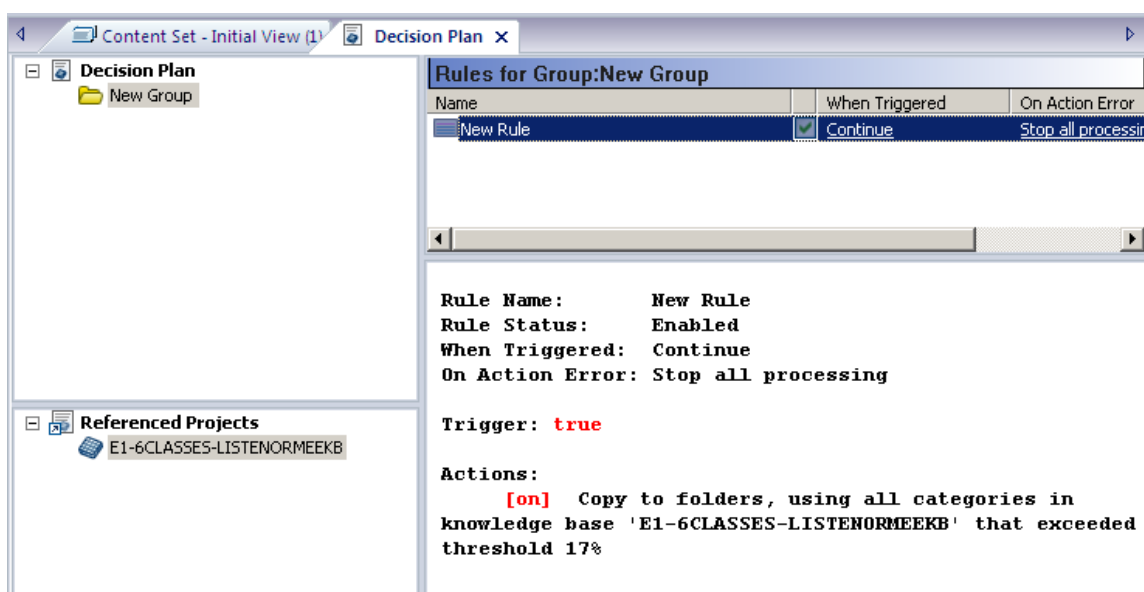 Content Set - Initial View (1) Decision Plan
Decision Plan
New Group
Rules for Group:New Group
Name When Triggered On Action Error
New Rule Continue Stop all processin
Rule Name: New Rule
Rule Status: Enabled
When Triggered: Continue
On Action Error: Stop all processing
Trigger: true
Actions:
[on] Copy to folders, using all categories in
knowledge base 'E1-6CLASSES-LISTENORMEEKB' that exceeded
threshold 17%
Referenced Projects
E1-6CLASSES-LISTENORMEEKB